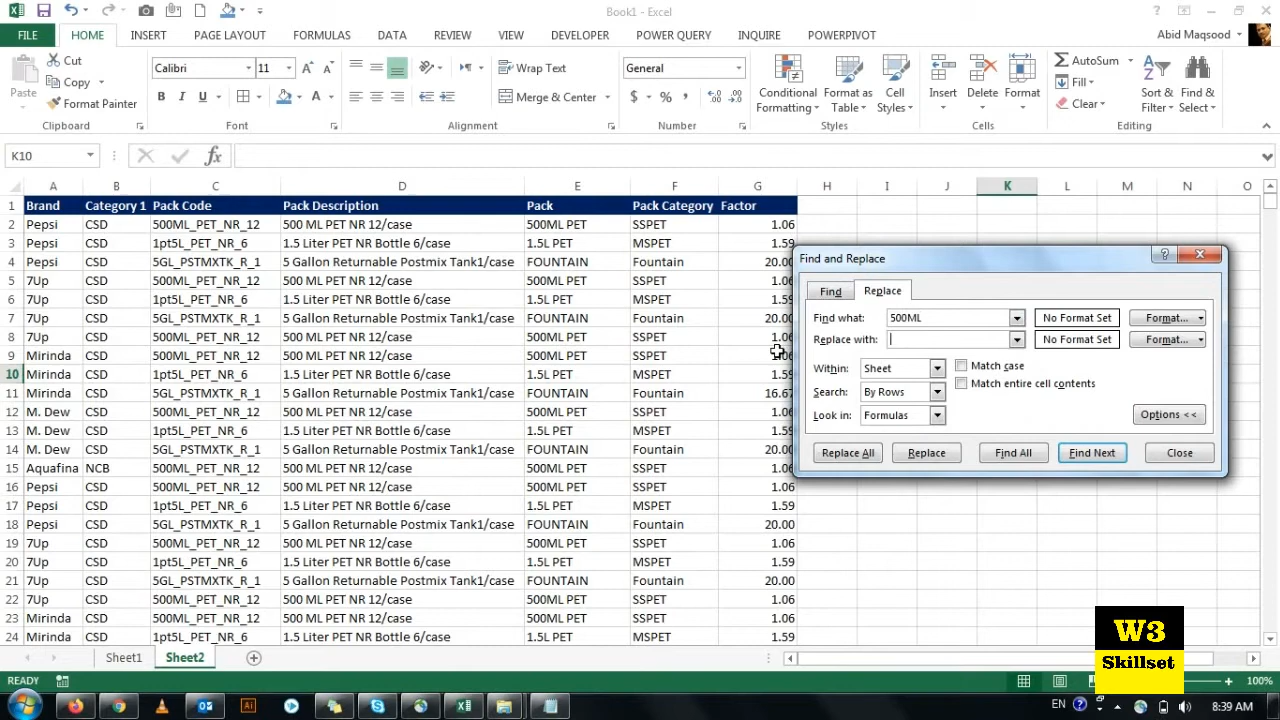 Book1 - Excel
FILE HOME INSERT PAGE LAYOUT FORMULAS DATA REVIEW VIEW DEVELOPER POWER QUERY INQUIRE POWERPIVOT Abid Maqsood
Paste
Cut
Copy
Format Painter
Clipboard
Calibri 11
B I U A
Font
Wrap Text
Merge & Center
Alignment
General
$ % ,
Number
Conditional Formatting
Format as Table
Cell Styles
Styles
Insert Delete Format
Cells
AutoSum
Fill
Clear
Sort & Filter
Find & Select
Editing
K10 fx
A B C D E F G H I J K L M N O
1 Brand Category 1 Pack Code Pack Description Pack Pack Category Factor
2 Pepsi CSD 500ML_PET_NR_12 500 ML PET NR 12/case 500ML PET SSPET 1.06
3 Pepsi CSD 1pt5L_PET_NR_6 1.5 Liter PET NR Bottle 6/case 1.5L PET MSPET 1.59
4 Pepsi CSD 5GL_PSTMXTK_R_1 5 Gallon Returnable Postmix Tank1/case FOUNTAIN Fountain 20.00
5 7Up CSD 500ML_PET_NR_12 500 ML PET NR 12/case 500ML PET SSPET 1.06
6 7Up CSD 1pt5L_PET_NR_6 1.5 Liter PET NR Bottle 6/case 1.5L PET MSPET 1.59
7 7Up CSD 5GL_PSTMXTK_R_1 5 Gallon Returnable Postmix Tank1/case FOUNTAIN Fountain 20.00
8 7Up CSD 500ML_PET_NR_12 500 ML PET NR 12/case 500ML PET SSPET 1.06
9 Mirinda CSD 500ML_PET_NR_12 500 ML PET NR 12/case 500ML PET SSPET
10 Mirinda CSD 1pt5L_PET_NR_6 1.5 Liter PET NR Bottle 6/case 1.5L PET MSPET 1.59
11 Mirinda CSD 5GL_PSTMXTK_R_1 5 Gallon Returnable Postmix Tank1/case FOUNTAIN Fountain 16.67
12 M. Dew CSD 500ML_PET_NR_12 500 ML PET NR 12/case 500ML PET SSPET 1.06
13 M. Dew CSD 1pt5L_PET_NR_6 1.5 Liter PET NR Bottle 6/case 1.5L PET MSPET 1.59
14 M. Dew CSD 5GL_PSTMXTK_R_1 5 Gallon Returnable Postmix Tank1/case FOUNTAIN Fountain 20.00
15 Aquafina NCB 500ML_PET_NR_12 500 ML PET NR 12/case 500ML PET SSPET 1.06
16 Pepsi CSD 500ML_PET_NR_12 500 ML PET NR 12/case 500ML PET SSPET 1.06
17 Pepsi CSD 1pt5L_PET_NR_6 1.5 Liter PET NR Bottle 6/case 1.5L PET MSPET 1.59
18 Pepsi CSD 5GL_PSTMXTK_R_1 5 Gallon Returnable Postmix Tank1/case FOUNTAIN Fountain 20.00
19 7Up CSD 500ML_PET_NR_12 500 ML PET NR 12/case 500ML PET SSPET 1.06
20 7Up CSD 1pt5L_PET_NR_6 1.5 Liter PET NR Bottle 6/case 1.5L PET MSPET 1.59
21 7Up CSD 5GL_PSTMXTK_R_1 5 Gallon Returnable Postmix Tank1/case FOUNTAIN Fountain 20.00
22 7Up CSD 500ML_PET_NR_12 500 ML PET NR 12/case 500ML PET SSPET 1.06
23 Mirinda CSD 500ML_PET_NR_12 500 ML PET NR 12/case 500ML PET SSPET 1.06
24 Mirinda CSD 1pt5L_PET_NR_6 1.5 Liter PET NR Bottle 6/case 1.5L PET MSPET 1.59
Find and Replace
Find Replace
Find what: 500ML No Format Set Format...
Replace with: No Format Set Format...
Within: Sheet Match case
Match entire cell contents
Search: By Rows
Look in: Formulas Options <<
Replace All Replace Find All Find Next Close
Sheet1 Sheet2
READY 100%
W3
Skillset
EN 8:39 AM